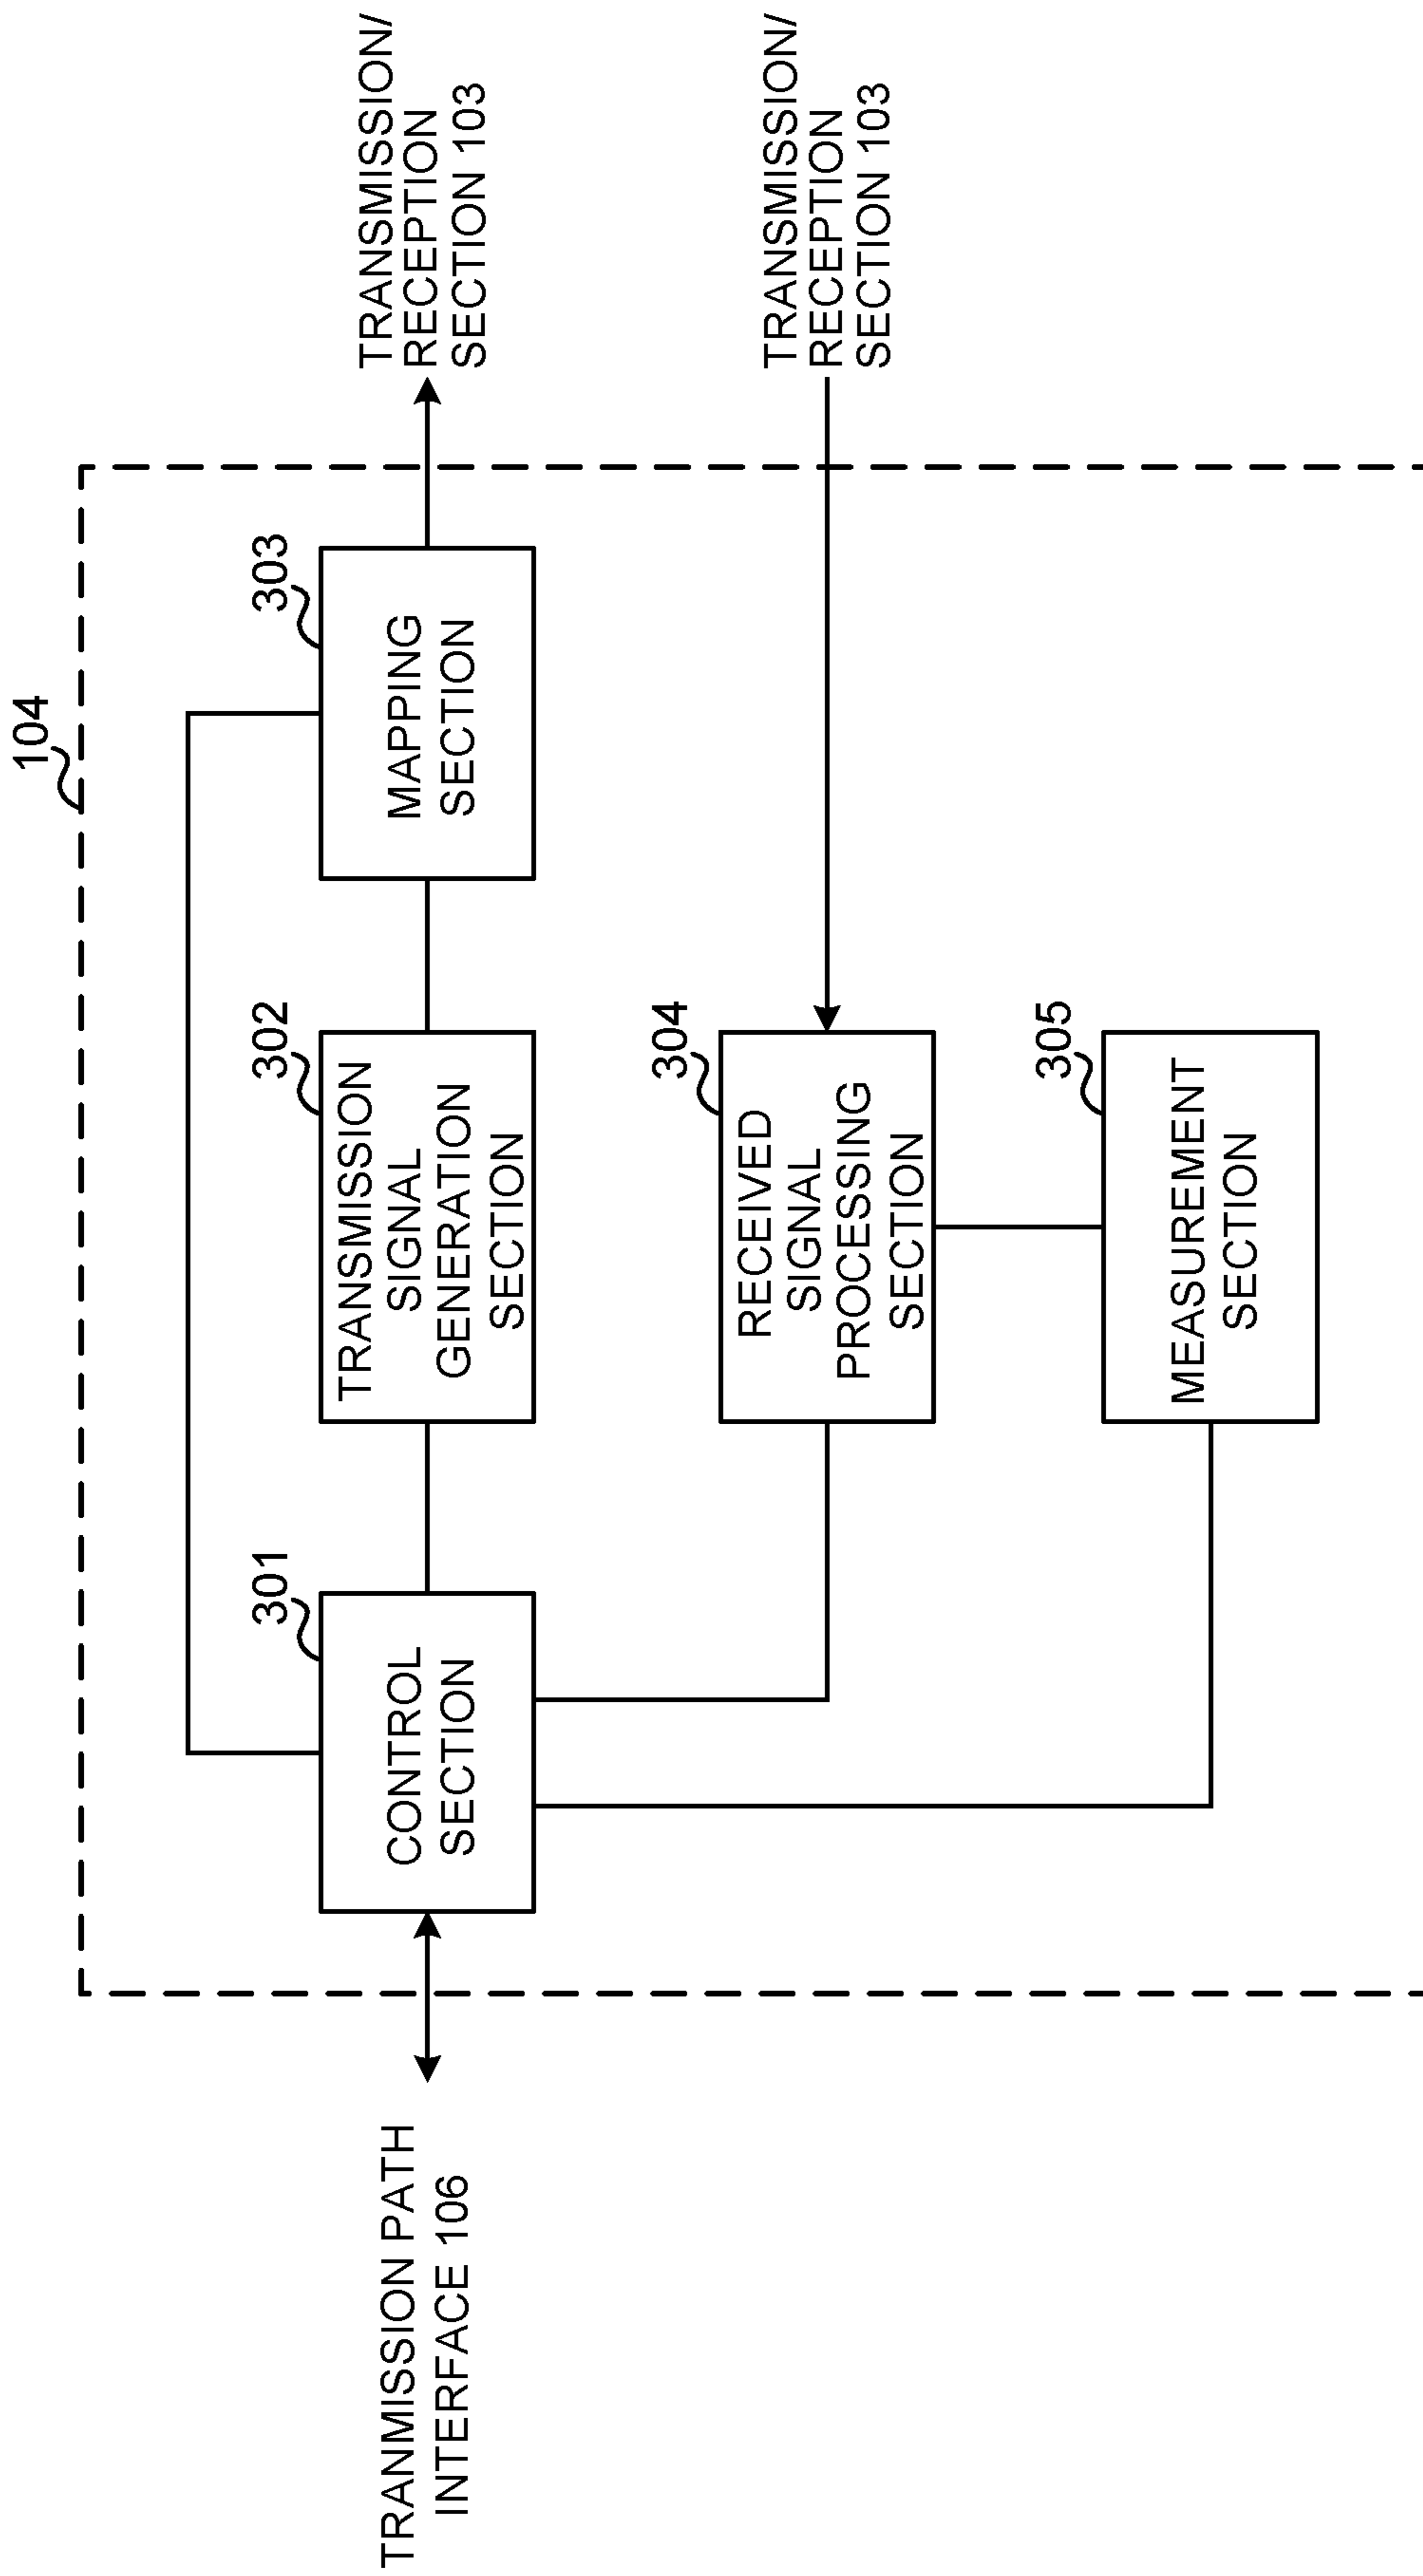 104
301
CONTROL
SECTION
302
TRANSMISSION
SIGNAL
GENERATION
SECTION
303
MAPPING
SECTION
TRANSMISSION/
RECEPTION
SECTION 103
TRANMISSION PATH
INTERFACE 106
304
RECEIVED
SIGNAL
PROCESSING
SECTION
TRANSMISSION/
RECEPTION
SECTION 103
305
MEASUREMENT
SECTION